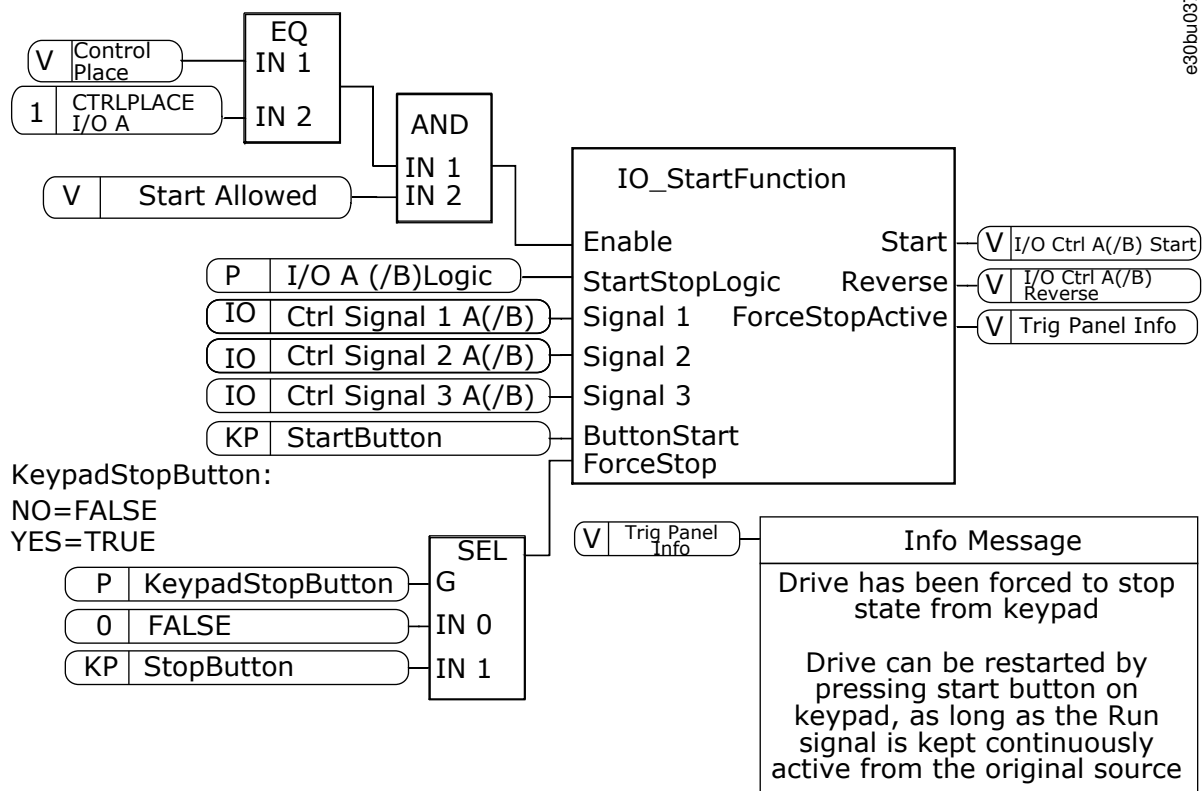 e30bu037
EQ
V Control
Place
IN 1
1 CTRLPLACE
I/O A
IN 2
AND
IN 1
V Start Allowed
IN 2
IO_StartFunction
Enable Start V I/O Ctrl A(/B) Start
P I/O A (/B)Logic StartStopLogic Reverse V I/O Ctrl A(/B)
Reverse
IO Ctrl Signal 1 A(/B) Signal 1 ForceStopActive V Trig Panel Info
IO Ctrl Signal 2 A(/B) Signal 2
IO Ctrl Signal 3 A(/B) Signal 3
KP StartButton ButtonStart
ForceStop
KeypadStopButton:
NO=FALSE
YES=TRUE
SEL
P KeypadStopButton G
0 FALSE IN 0
KP StopButton IN 1
V Trig Panel
Info
Info Message
Drive has been forced to stop
state from keypad
Drive can be restarted by
pressing start button on
keypad, as long as the Run
signal is kept continuously
active from the original source